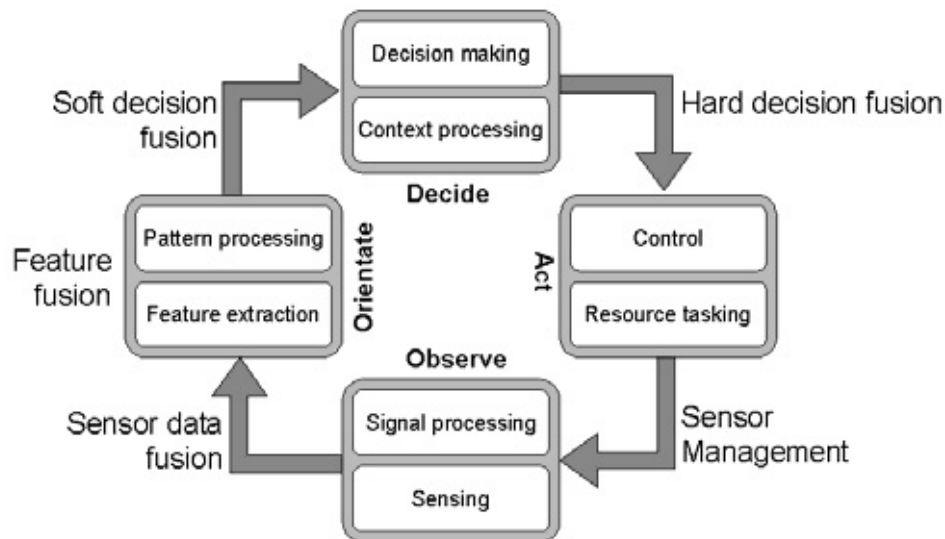 Decision making
Soft decision
fusion
Context processing
Hard decision fusion
Decide
Feature
fusion
Pattern processing
Feature extraction
Orientate
Act
Control
Resource tasking
Observe
Sensor data
fusion
Signal processing
Sensing
Sensor
Management